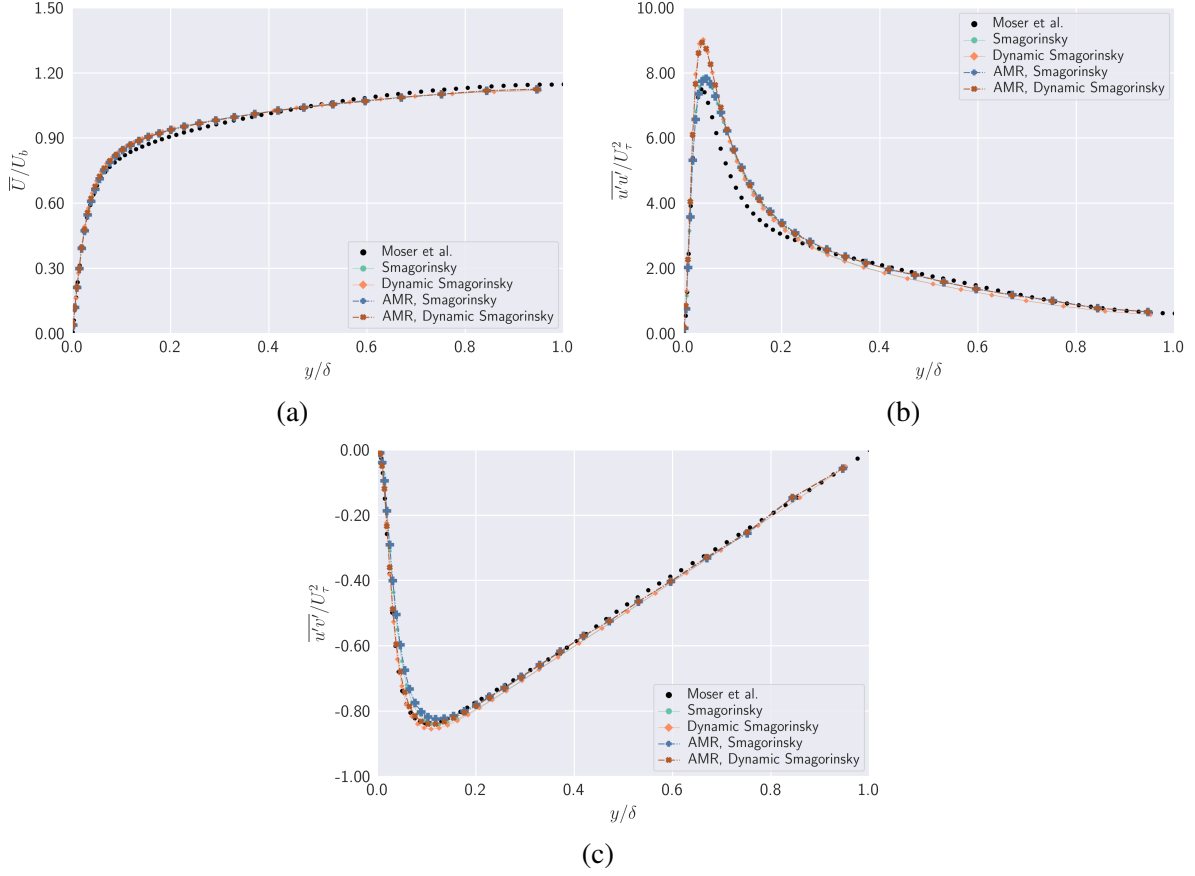 1.50
1.20
0.90
0.60
0.30
0.00
U̅/U_b
0.0 0.2 0.4 0.6 0.8 1.0
y/δ
Moser et al.
Smagorinsky
Dynamic Smagorinsky
AMR, Smagorinsky
AMR, Dynamic Smagorinsky
(a)
10.00
8.00
6.00
4.00
2.00
0.00
u'u'/U_τ^2
0.0 0.2 0.4 0.6 0.8 1.0
y/δ
Moser et al.
Smagorinsky
Dynamic Smagorinsky
AMR, Smagorinsky
AMR, Dynamic Smagorinsky
(b)
0.00
-0.20
-0.40
-0.60
-0.80
-1.00
u'v'/U_τ^2
0.0 0.2 0.4 0.6 0.8 1.0
y/δ
Moser et al.
Smagorinsky
Dynamic Smagorinsky
AMR, Smagorinsky
AMR, Dynamic Smagorinsky
(c)